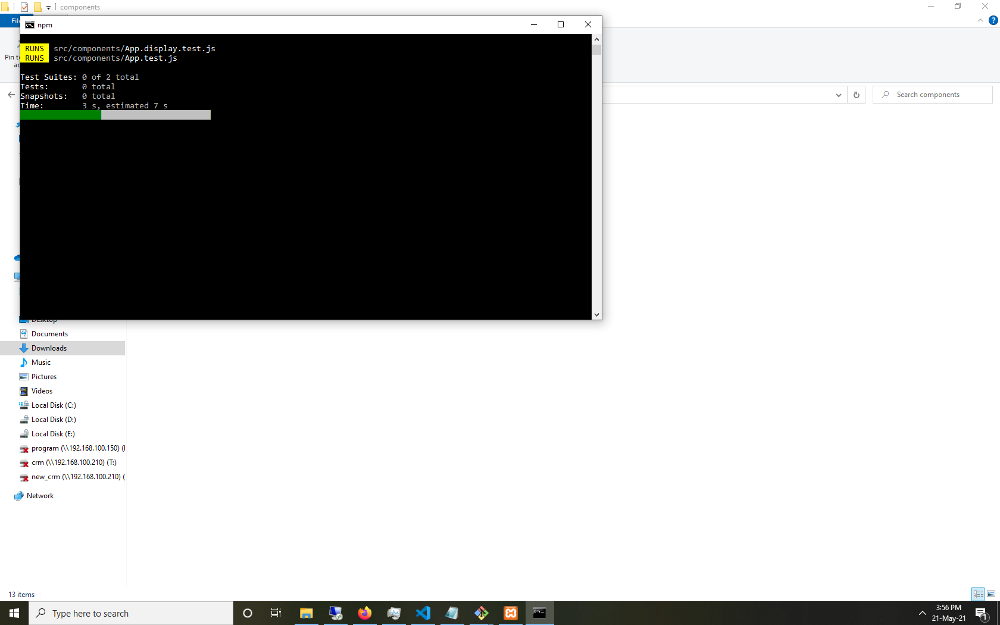 components
npm
File
Pin to
RUNS src/components/App.display.test.js
RUNS src/components/App.test.js
Test Suites: 0 of 2 total
Tests: 0 total
Snapshots: 0 total
Time: 3 s, estimated 7 s
Search components
Desktop
Documents
Downloads
Music
Pictures
Videos
Local Disk (C:)
Local Disk (D:)
Local Disk (E:)
program (\\192.168.100.150) (
crm (\\192.168.100.210) (T:)
new_crm (\\192.168.100.210) (
Network
13 items
Type here to search
3:56 PM
21-May-21
1